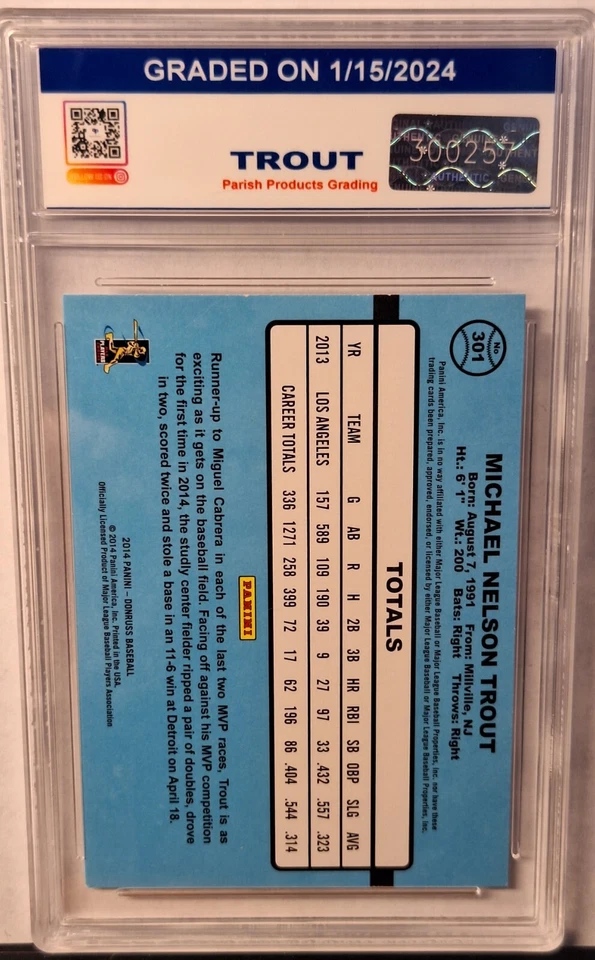 GRADED ON 1/15/2024
FOLLOW US ON
TROUT
Parish Products Grading
300257
AUTHENTIC
No
301
MICHAEL NELSON TROUT
Born: August 7, 1991 From: Millville, NJ
Ht.: 6' 1" Wt.: 200 Bats: Right Throws: Right
Panini America, Inc. is in no way affiliated with either Major League Baseball or Major League Baseball Properties, Inc. nor have these
trading cards been prepared, approved, endorsed, or licensed by either Major League Baseball or Major League Baseball Properties, Inc.
TOTALS
YR TEAM G AB R H 2B 3B HR RBI SB OBP SLG AVG
2013 LOS ANGELES 157 589 109 190 39 9 27 97 33 .432 .557 .323
CAREER TOTALS 336 1271 258 399 72 17 62 196 86 .404 .544 .314
PANINI
Runner-up to Miguel Cabrera in each of the last two MVP races, Trout is as
exciting as it gets on the baseball field. Facing off against his MVP competition
for the first time in 2014, the study center fielder ripped a pair of doubles, drove
in two, scored twice and stole a base in an 11-6 win at Detroit on April 18.
2014 PANINI – DONRUSS BASEBALL
© 2014 Panini America, Inc. Printed in the USA.
Officially Licensed Product of Major League Baseball Players Association
PLAYERS